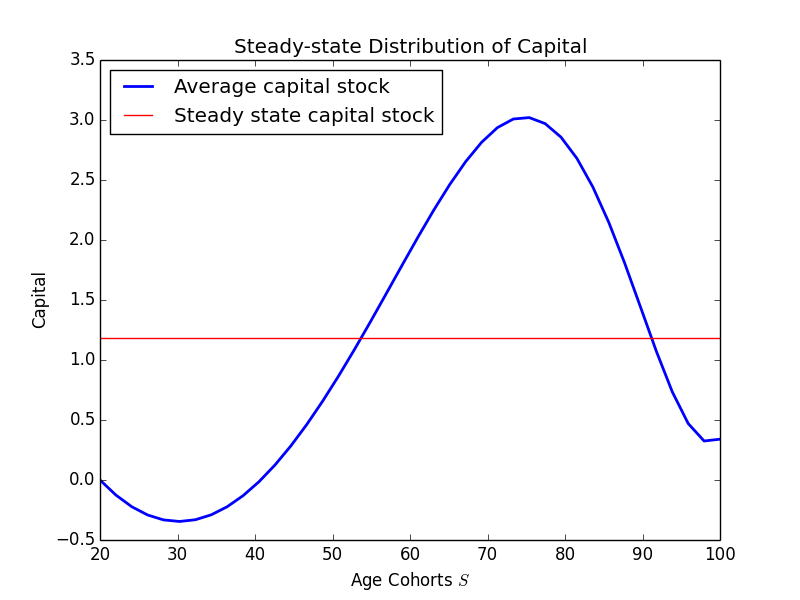 Steady-state Distribution of Capital
Average capital stock
Steady state capital stock
3.5
3.0
2.5
2.0
1.5
1.0
0.5
0.0
−0.5
Capital
20 30 40 50 60 70 80 90 100
Age Cohorts S